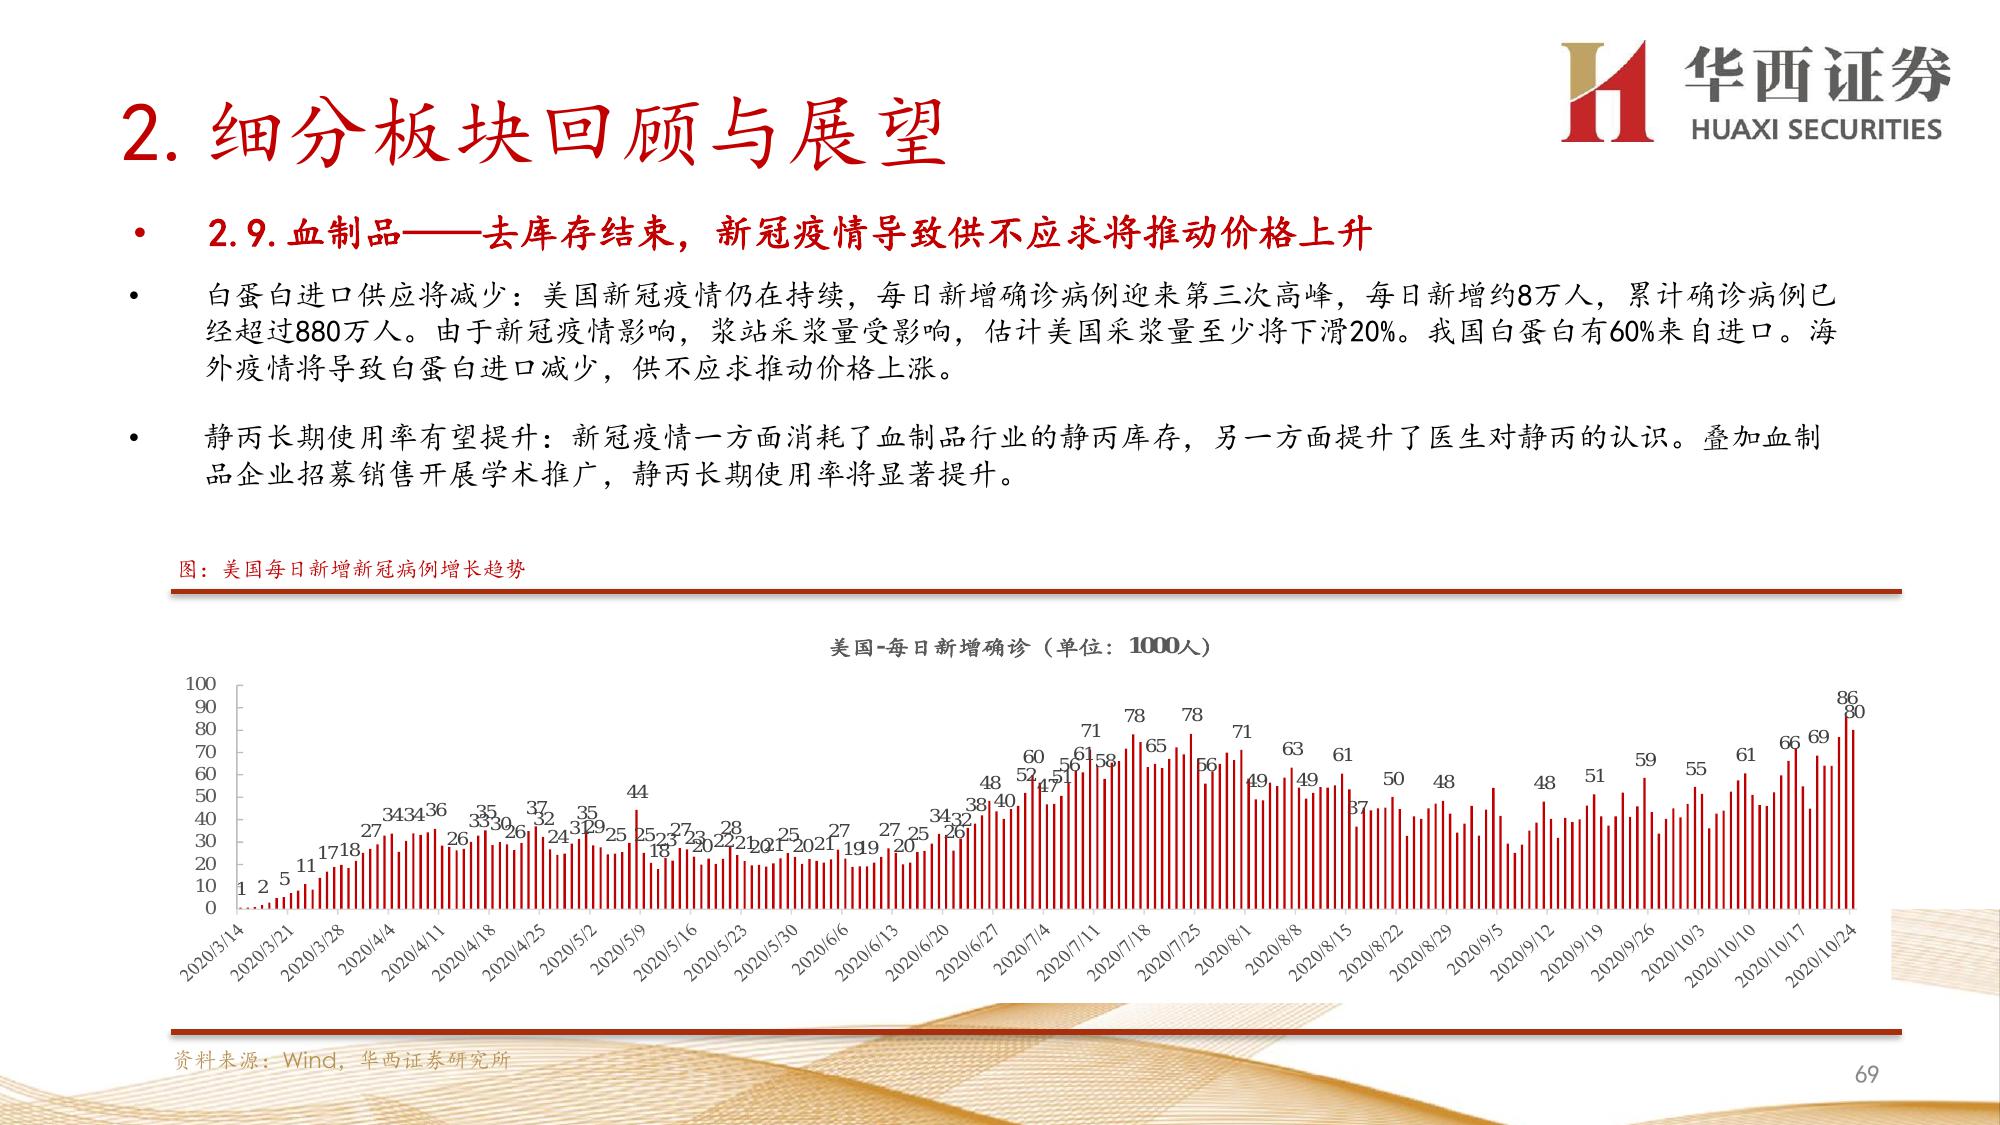 华西证券
HUAXI SECURITIES
2. 细分板块回顾与展望
• 2.9. 血制品——去库存结束，新冠疫情导致供不应求将推动价格上升
• 白蛋白进口供应将减少：美国新冠疫情仍在持续，每日新增确诊病例迎来第三次高峰，每日新增约8万人，累计确诊病例已
经超过880万人。由于新冠疫情影响，浆站采浆量受影响，估计美国采浆量至少将下滑20%。我国白蛋白有60%来自进口。海
外疫情将导致白蛋白进口减少，供不应求推动价格上涨。
• 静丙长期使用率有望提升：新冠疫情一方面消耗了血制品行业的静丙库存，另一方面提升了医生对静丙的认识。叠加血制
品企业招募销售开展学术推广，静丙长期使用率将显著提升。
图：美国每日新增新冠病例增长趋势
美国-每日新增确诊（单位：1000人）
100
90
80
70
60
50
40
30
20
10
0
1 2 5 11 17 18 27 34 34 36 26 33 35 30 26 37 32 24 31 35 29 25 44 25 18 23 27 23 20 22 28 21 20 21 25 20 21 27 19 19 27 20 25 34 26 32 38 48 40 52 60 47 51 56 61 71 58 78 65 78 56 71 49 63 49 61 37 50 48 48 51 59 55 61 66 69 86 80
2020/3/14 2020/3/21 2020/3/28 2020/4/4 2020/4/11 2020/4/18 2020/4/25 2020/5/2 2020/5/9 2020/5/16 2020/5/23 2020/5/30 2020/6/6 2020/6/13 2020/6/20 2020/6/27 2020/7/4 2020/7/11 2020/7/18 2020/7/25 2020/8/1 2020/8/8 2020/8/15 2020/8/22 2020/8/29 2020/9/5 2020/9/12 2020/9/19 2020/9/26 2020/10/3 2020/10/10 2020/10/17 2020/10/24
资料来源：Wind，华西证券研究所
69